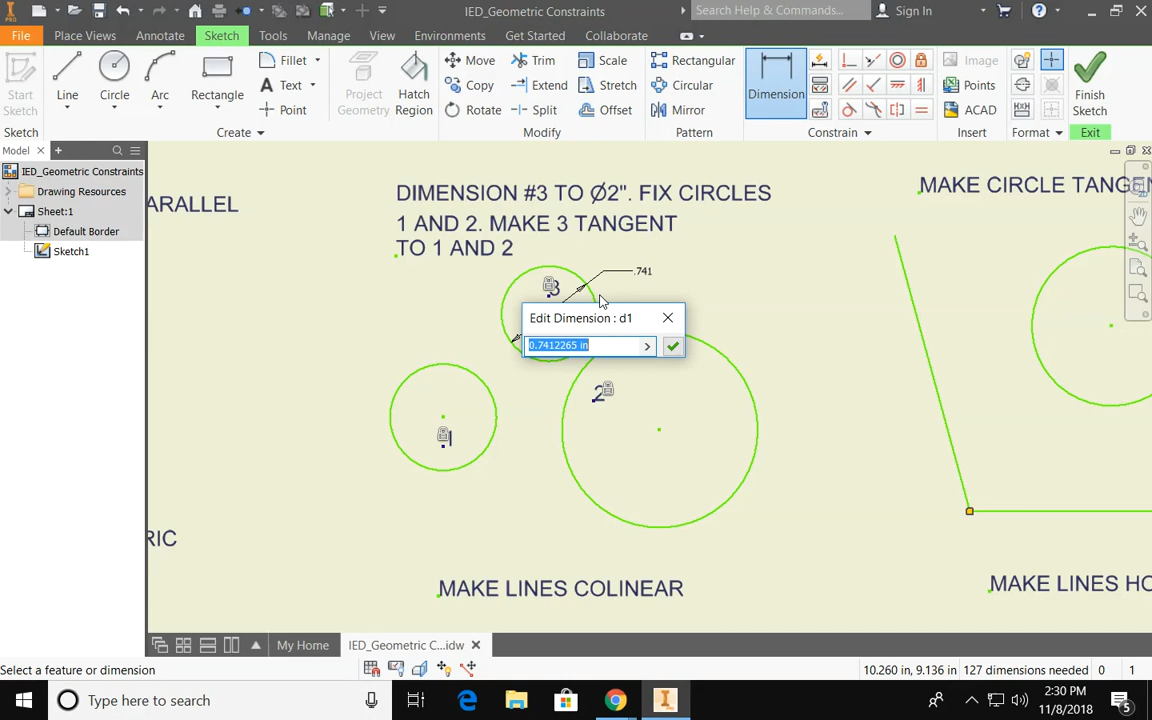 IED_Geometric Constraints
Search Help & Commands...
Sign In
PRO
File
Place Views
Annotate
Sketch
Tools
Manage
View
Environments
Get Started
Collaborate
Start Sketch
Line
Circle
Arc
Rectangle
Fillet
Text
Point
Project Geometry
Hatch Region
Move
Copy
Rotate
Trim
Extend
Split
Scale
Stretch
Offset
Rectangular
Circular
Mirror
Dimension
Image
Points
ACAD
Finish Sketch
Sketch
Create
Modify
Pattern
Constrain
Insert
Format
Exit
Model
IED_Geometric Constraints
Drawing Resources
Sheet:1
Default Border
Sketch1
ARALLEL
DIMENSION #3 TO Ø2". FIX CIRCLES
1 AND 2. MAKE 3 TANGENT
TO 1 AND 2
MAKE CIRCLE TANGEN
3
.741
Edit Dimension : d1
0.7412265 in
2
1
RIC
MAKE LINES COLINEAR
MAKE LINES HO
My Home
IED_Geometric C...idw
Select a feature or dimension
10.260 in, 9.136 in
127 dimensions needed
0
1
Type here to search
2:30 PM
11/8/2018
5